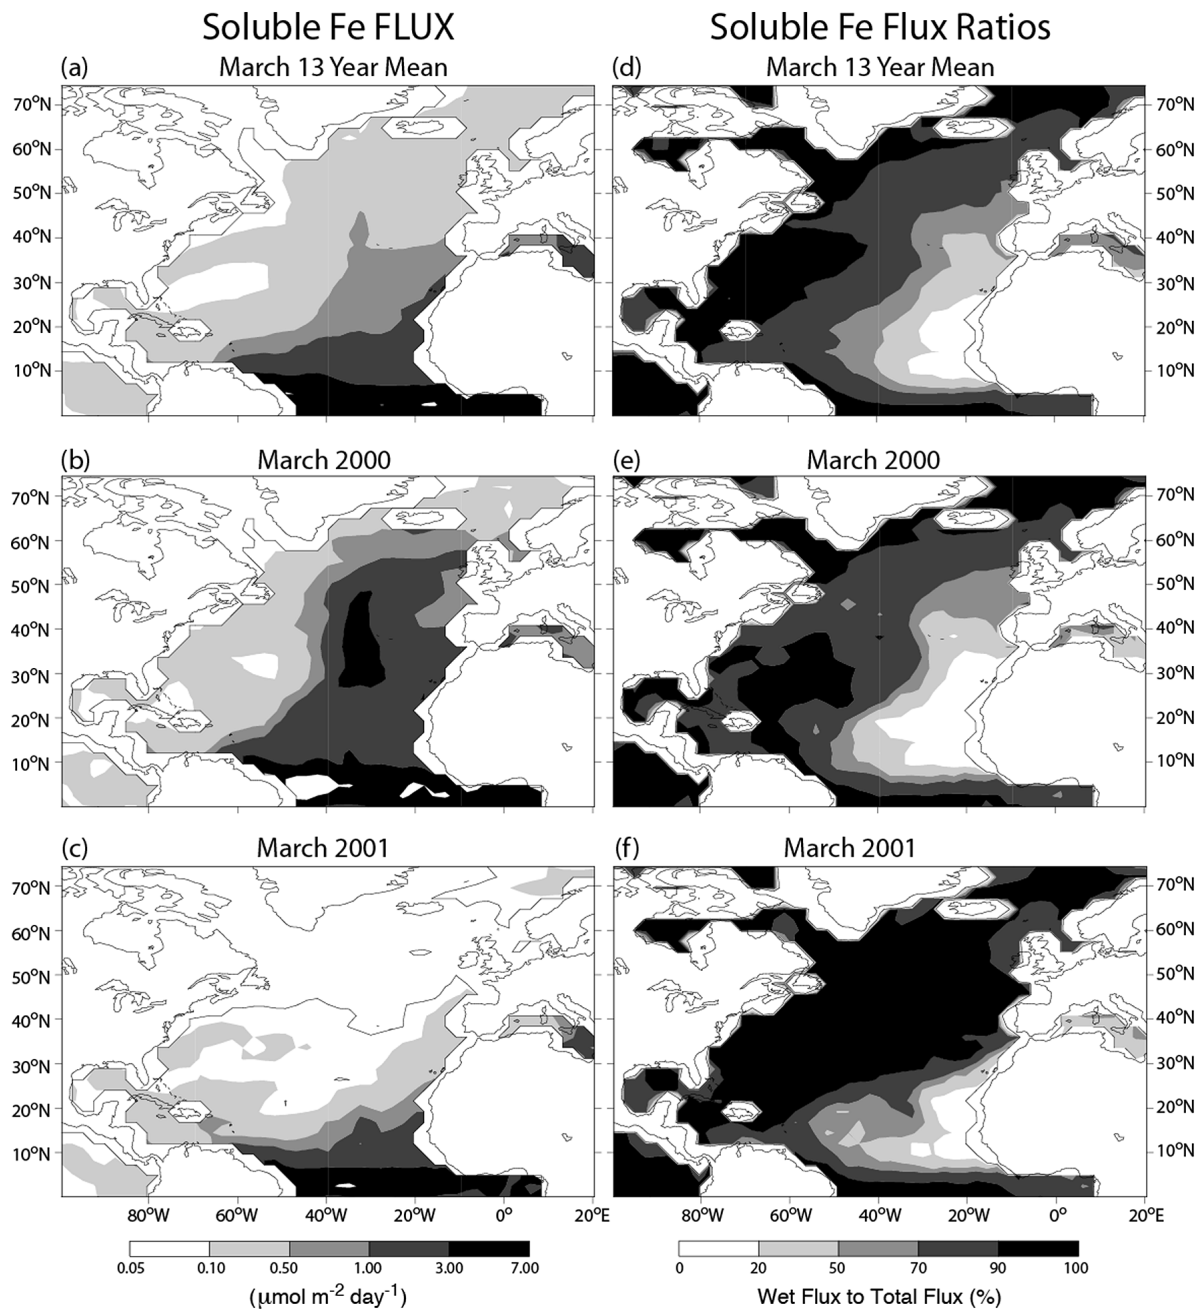 Soluble Fe FLUX
Soluble Fe Flux Ratios
(a) March 13 Year Mean
(d) March 13 Year Mean
70°N
60°N
50°N
40°N
30°N
20°N
10°N
70°N
60°N
50°N
40°N
30°N
20°N
10°N
(b) March 2000
(e) March 2000
70°N
60°N
50°N
40°N
30°N
20°N
10°N
70°N
60°N
50°N
40°N
30°N
20°N
10°N
(c) March 2001
(f) March 2001
70°N
60°N
50°N
40°N
30°N
20°N
10°N
70°N
60°N
50°N
40°N
30°N
20°N
10°N
80°W 60°W 40°W 20°W 0° 20°E
80°W 60°W 40°W 20°W 0° 20°E
0.05 0.10 0.50 1.00 3.00 7.00
0 20 50 70 90 100
(μmol m⁻² day⁻¹)
Wet Flux to Total Flux (%)